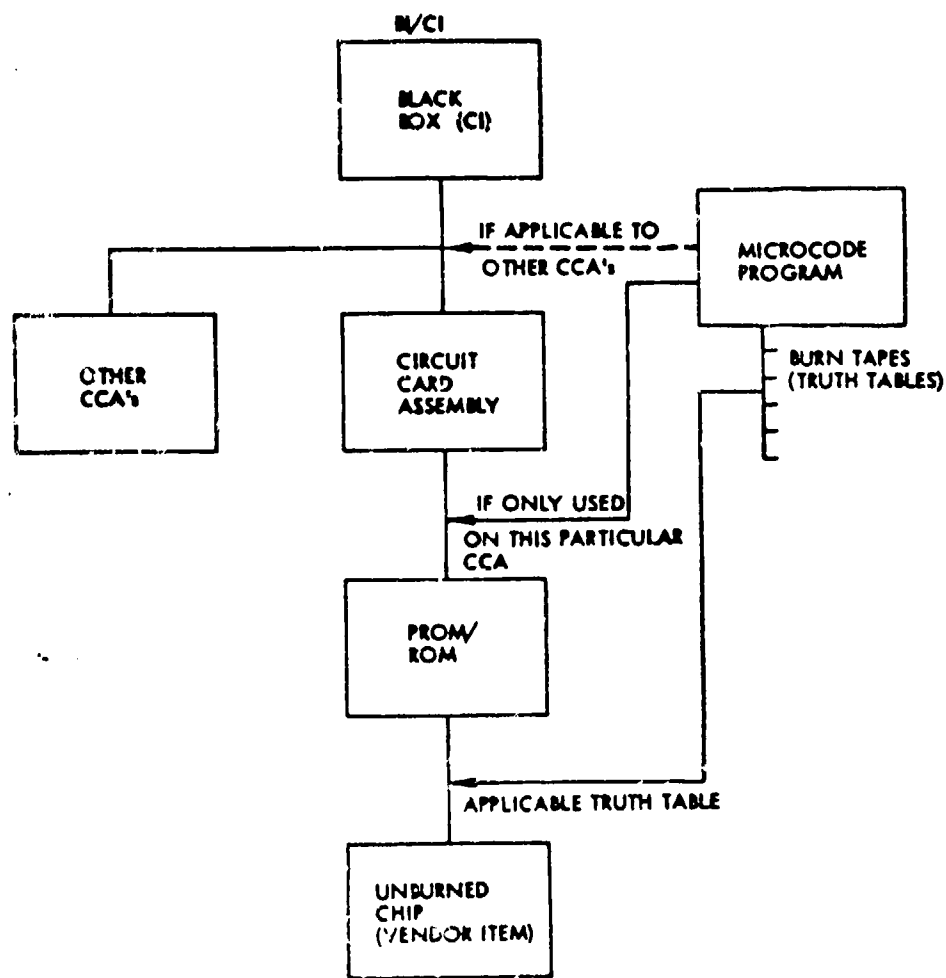 BI/CI
BLACK
BOX (CI)
IF APPLICABLE TO
OTHER CCA's
MICROCODE
PROGRAM
OTHER
CCA's
CIRCUIT
CARD
ASSEMBLY
BURN TAPES
(TRUTH TABLES)
IF ONLY USED
ON THIS PARTICULAR
CCA
PROM/
ROM
APPLICABLE TRUTH TABLE
UNBURNED
CHIP
(VENDOR ITEM)